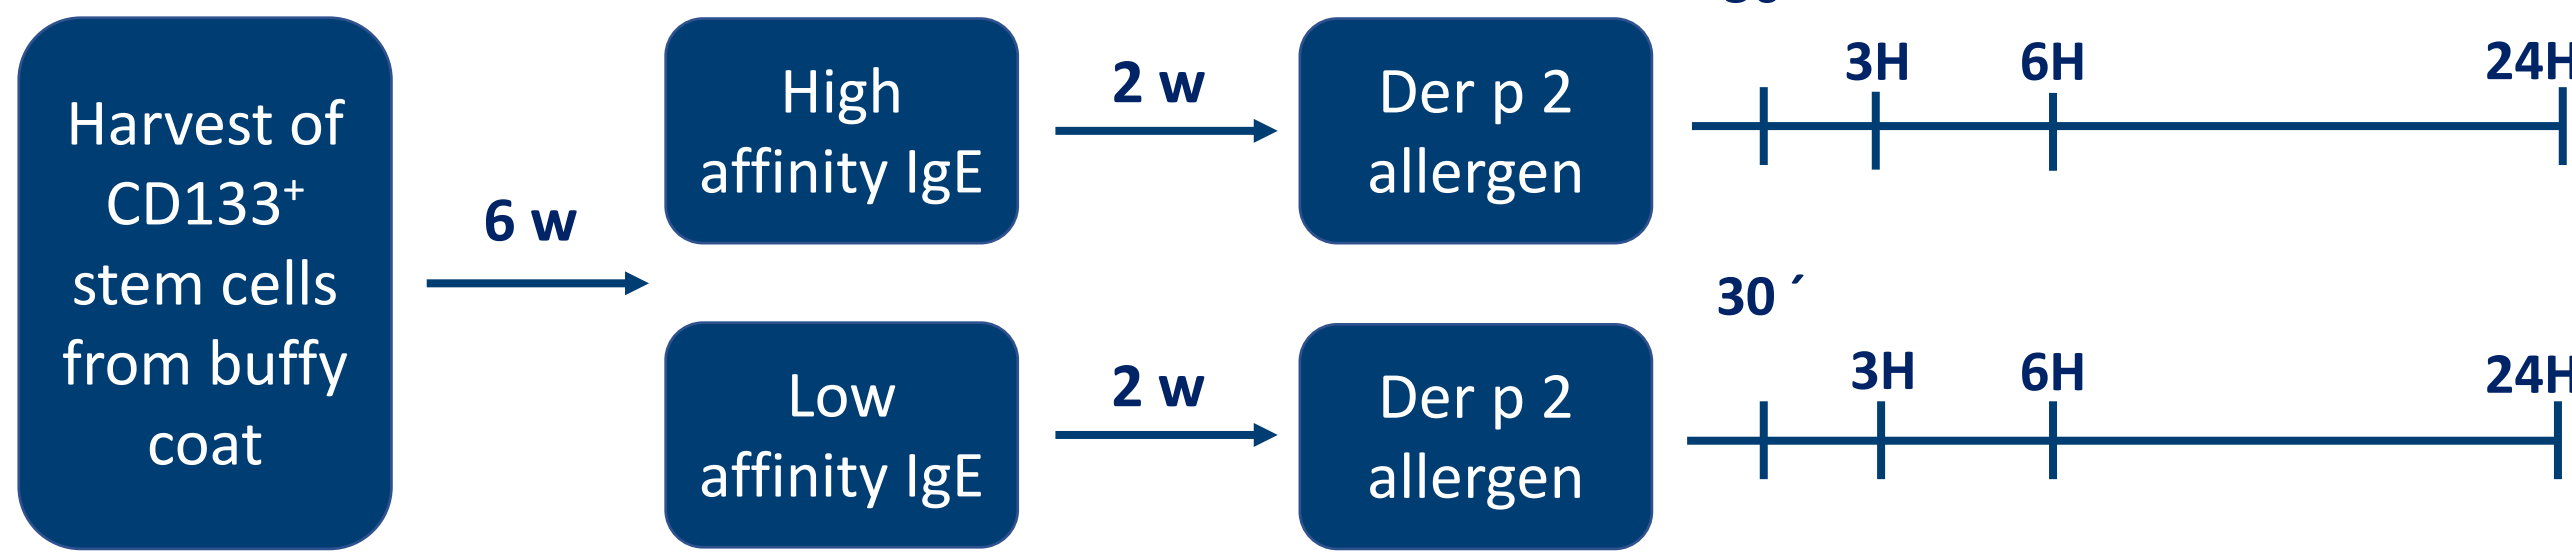 Harvest of
CD133⁺
stem cells
from buffy
coat
6 w
High
affinity IgE
2 w
Der p 2
allergen
3H
6H
24H
Low
affinity IgE
2 w
Der p 2
allergen
30 ´
3H
6H
24H